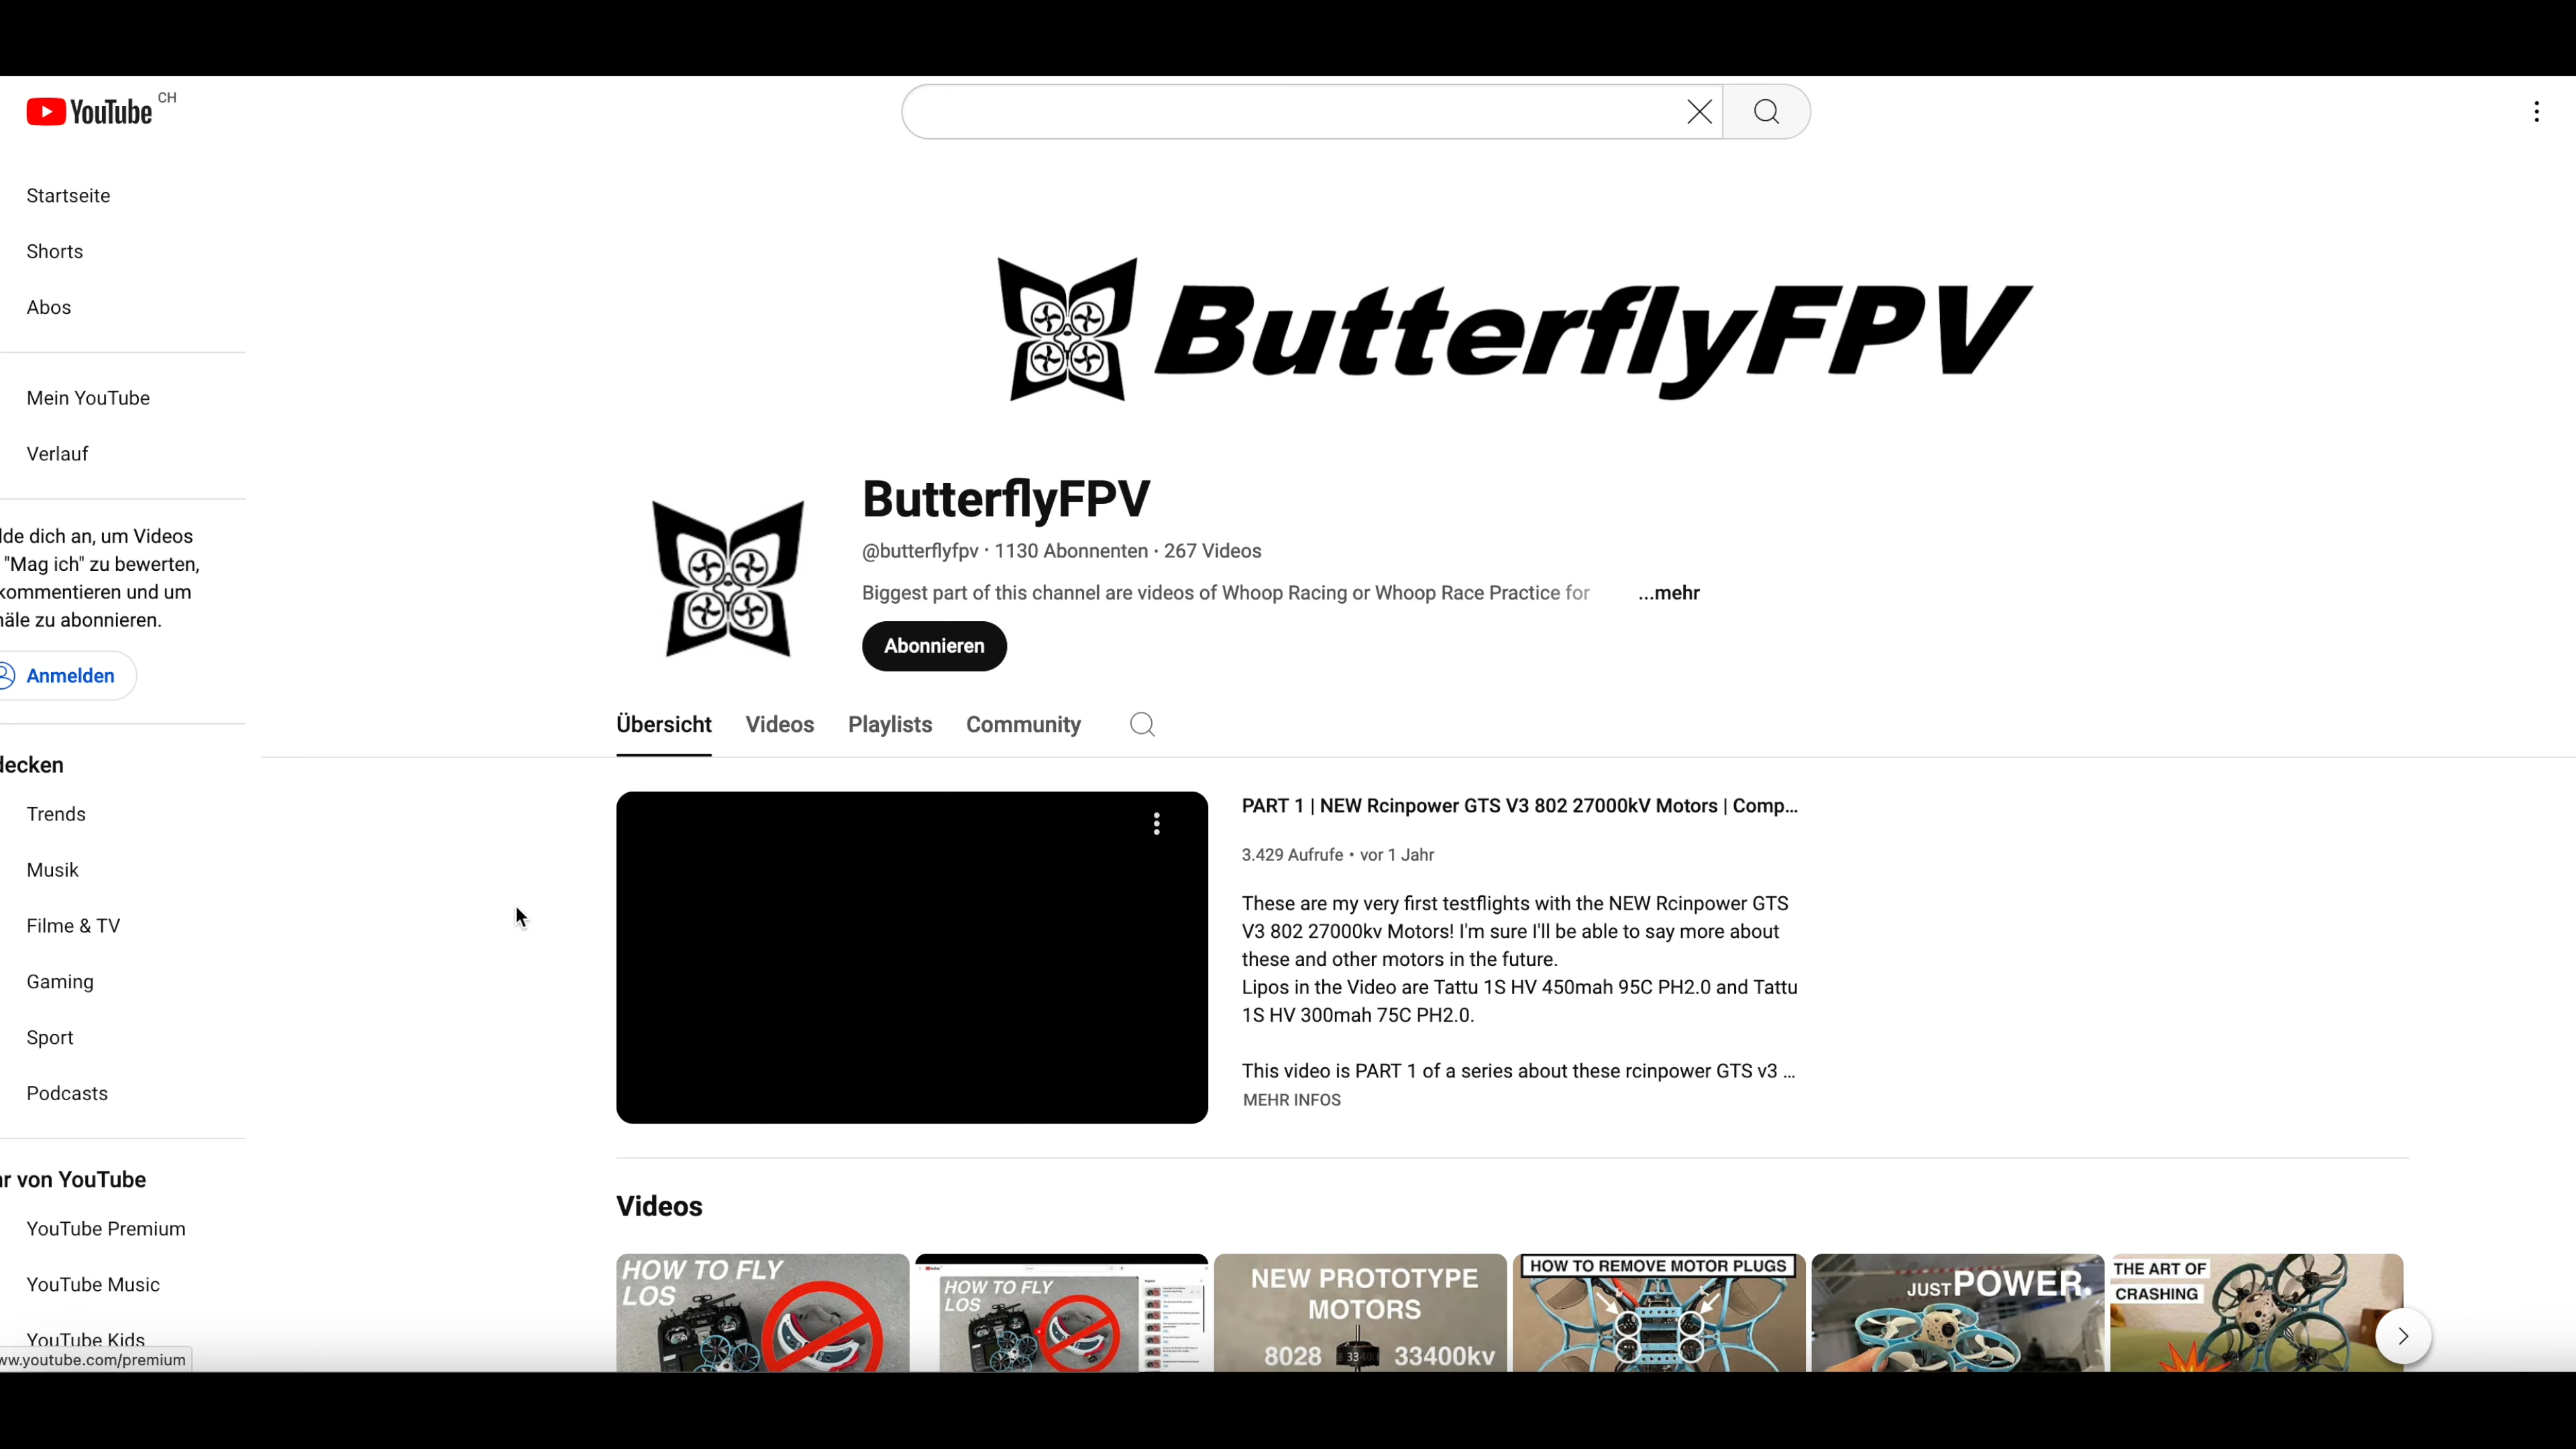 YouTube CH
Startseite
Shorts
Abos
Mein YouTube
Verlauf
lde dich an, um Videos
"Mag ich" zu bewerten,
kommentieren und um
näle zu abonnieren.
Anmelden
decken
Trends
Musik
Filme & TV
Gaming
Sport
Podcasts
hr von YouTube
YouTube Premium
YouTube Music
YouTube Kids
ww.youtube.com/premium
ButterflyFPV
ButterflyFPV
@butterflyfpv · 1130 Abonnenten · 267 Videos
Biggest part of this channel are videos of Whoop Racing or Whoop Race Practice for ...mehr
Abonnieren
Übersicht Videos Playlists Community
PART 1 | NEW Rcinpower GTS V3 802 27000kV Motors | Comp...
3.429 Aufrufe • vor 1 Jahr
These are my very first testflights with the NEW Rcinpower GTS
V3 802 27000kv Motors! I'm sure I'll be able to say more about
these and other motors in the future.
Lipos in the Video are Tattu 1S HV 450mah 95C PH2.0 and Tattu
1S HV 300mah 75C PH2.0.
This video is PART 1 of a series about these rcinpower GTS v3 ...
MEHR INFOS
Videos
HOW TO FLY
LOS
HOW TO FLY
LOS
NEW PROTOTYPE
MOTORS
8028 33400kv
HOW TO REMOVE MOTOR PLUGS
JUST POWER.
THE ART OF
CRASHING